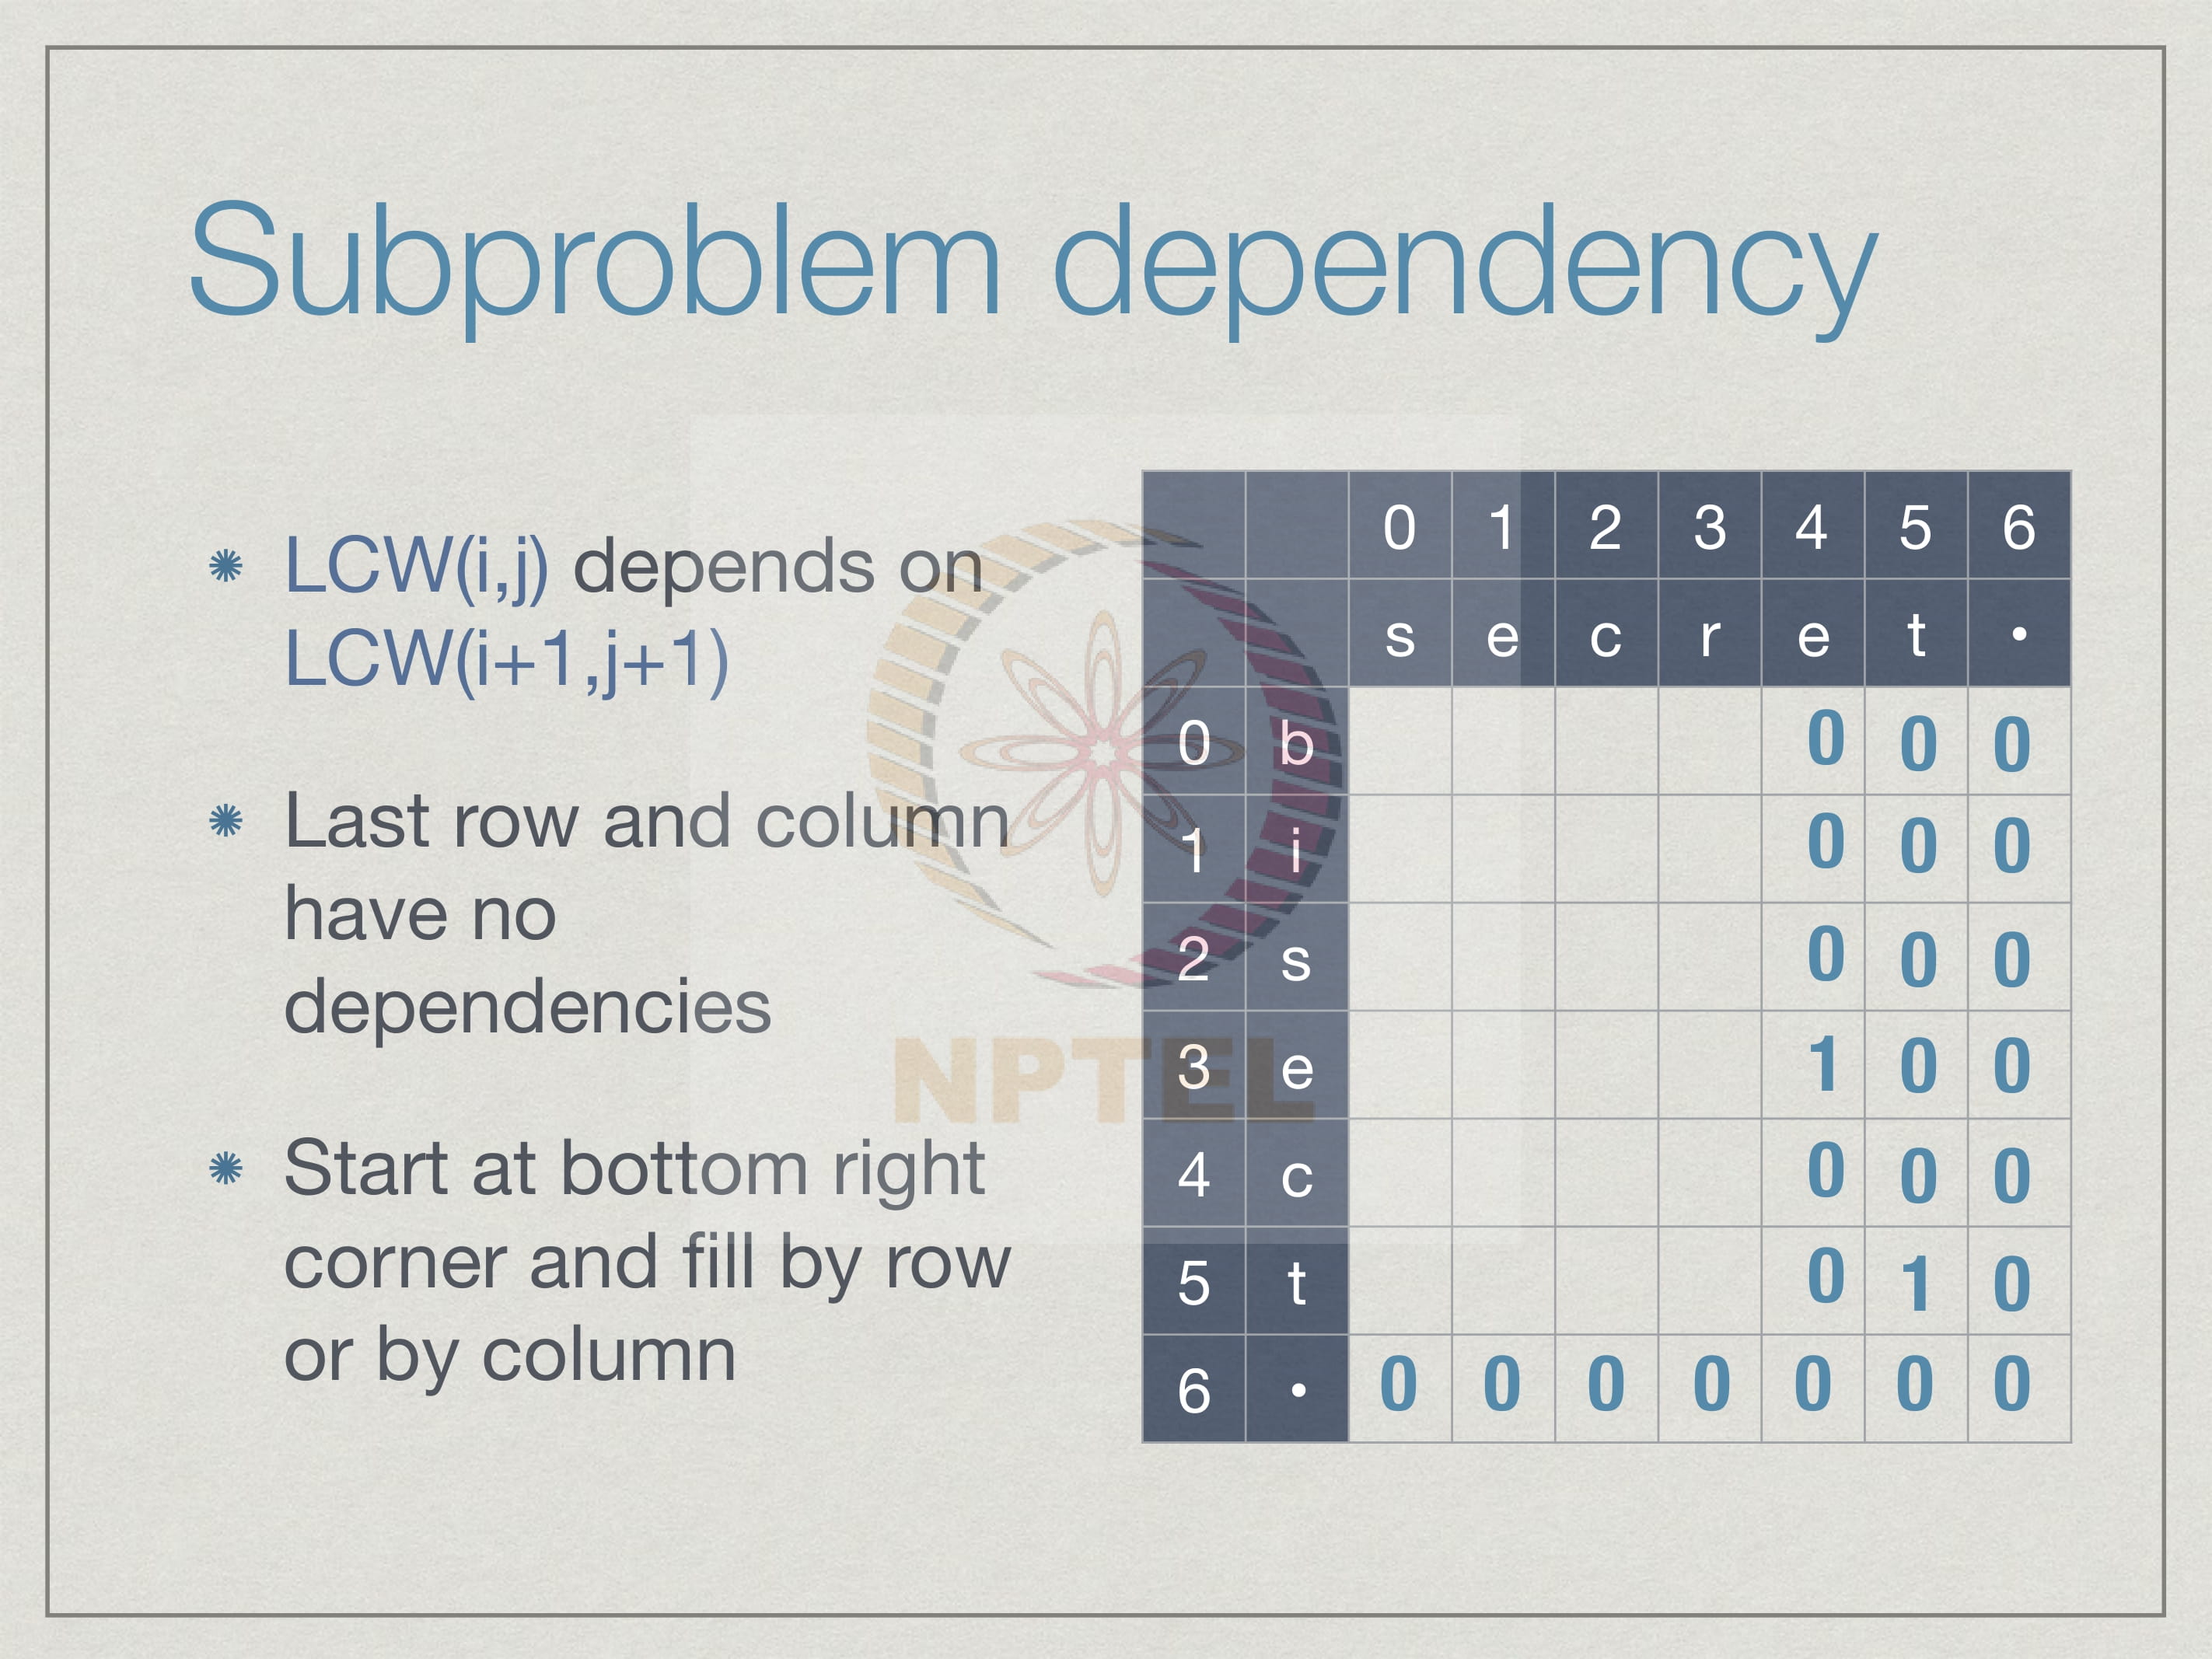 Subproblem dependency
LCW(i,j) depends on
LCW(i+1,j+1)
Last row and column
have no
dependencies
Start at bottom right
corner and fill by row
or by column
0 1 2 3 4 5 6
s e c r e t •
0 b 0 0 0
1 i 0 0 0
2 s 0 0 0
3 e 1 0 0
4 c 0 0 0
5 t 0 1 0
6 • 0 0 0 0 0 0 0
NPTEL